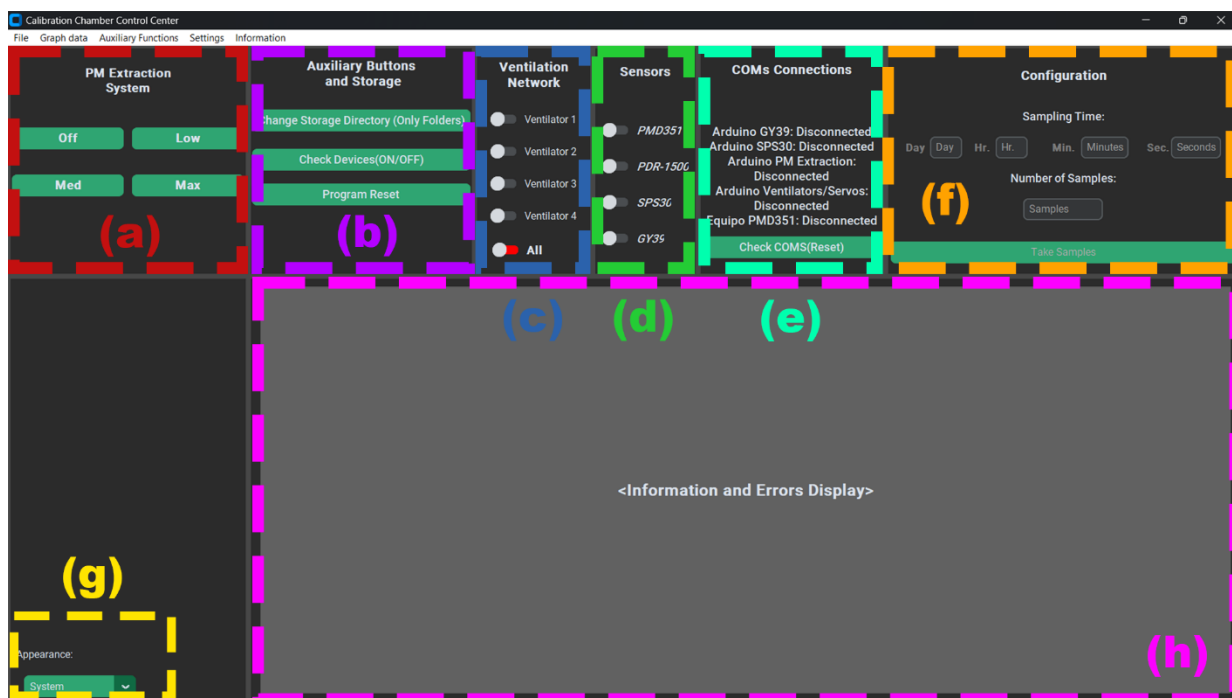 Calibration Chamber Control Center
File Graph data Auxiliary Functions Settings Information
PM Extraction
System
Off Low
Med Max
(a)
Auxiliary Buttons
and Storage
hange Storage Directory (Only Folders)
Check Devices(ON/OFF)
Program Reset
(b)
Ventilation
Network
Ventilator 1
Ventilator 2
Ventilator 3
Ventilator 4
All
(c)
Sensors
PMD351
PDR-1500
SPS30
GY39
(d)
COMs Connections
Arduino GY39: Disconnected
Arduino SPS30: Disconnected
Arduino PM Extraction:
Disconnected
Arduino Ventilators/Servos:
Disconnected
Equipo PMD351: Disconnected
Check COMS(Reset)
(e)
Configuration
Sampling Time:
Day Day Hr. Hr. Min. Minutes Sec. Seconds
Number of Samples:
Samples
Take Samples
(f)
(g)
Appearance:
System
<Information and Errors Display>
(h)